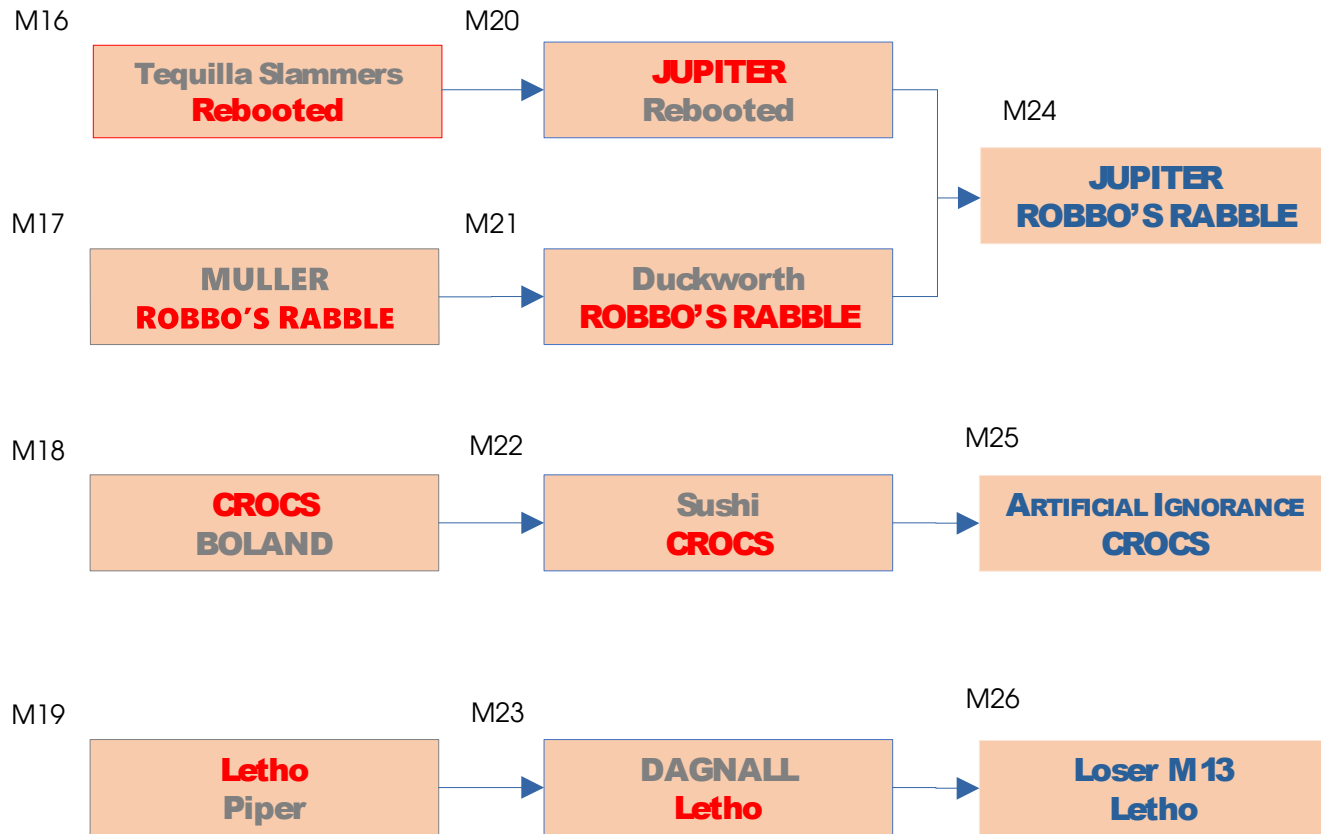 M16
M20
Tequilla Slammers
Rebooted
JUPITER
Rebooted
M24
JUPITER
ROBBO'S RABBLE
M17
M21
MULLER
ROBBO'S RABBLE
Duckworth
ROBBO'S RABBLE
M18
M22
M25
CROCS
BOLAND
Sushi
CROCS
ARTIFICIAL IGNORANCE
CROCS
M19
M23
M26
Letho
Piper
DAGNALL
Letho
Loser M13
Letho